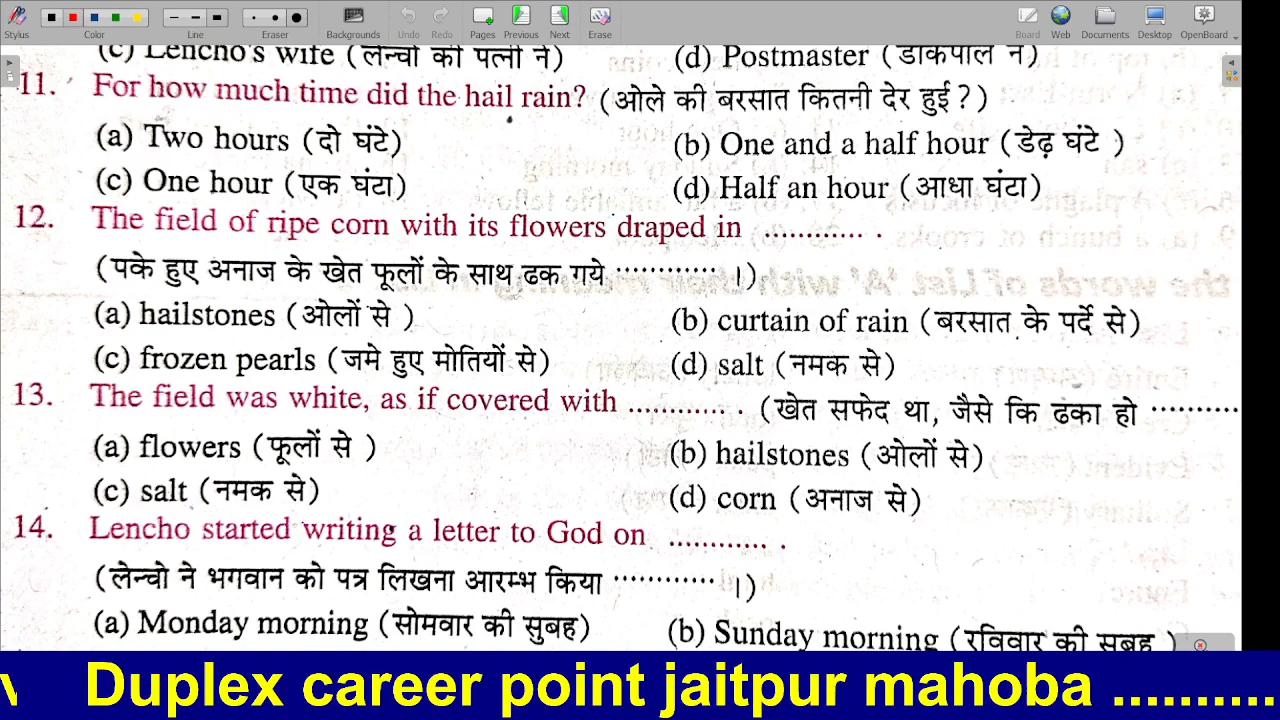 Stylus Color Line Eraser Backgrounds Undo Redo Pages Previous Next Erase Board Web Documents Desktop OpenBoard
(c) Lencho's wife (लेन्चो की पत्नी ने) (d) Postmaster (डाकपाल ने)
11. For how much time did the hail rain? (ओले की बरसात कितनी देर हुई?)
(a) Two hours (दो घंटे) (b) One and a half hour (डेढ़ घंटे )
(c) One hour (एक घंटा) (d) Half an hour (आधा घंटा)
12. The field of ripe corn with its flowers draped in ............ .
(पके हुए अनाज के खेत फूलों के साथ ढक गये ............ ।)
(a) hailstones (ओलों से ) (b) curtain of rain (बरसात के पर्दे से)
(c) frozen pearls (जमे हुए मोतियों से) (d) salt (नमक से)
13. The field was white, as if covered with ............ . (खेत सफेद था, जैसे कि ढका हो ..........
(a) flowers (फूलों से ) (b) hailstones (ओलों से)
(c) salt (नमक से) (d) corn (अनाज से)
14. Lencho started writing a letter to God on ............ .
(लेन्चो ने भगवान को पत्र लिखना आरम्भ किया ............ ।)
(a) Monday morning (सोमवार की सुबह) (b) Sunday morning (रविवार की सुबह )
Duplex career point jaitpur mahoba ..........